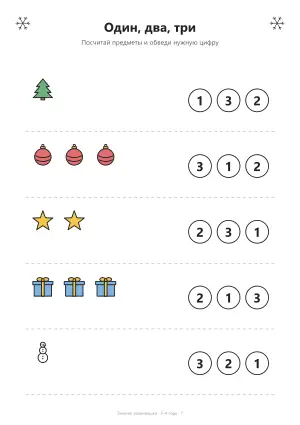 Один, два, три
Посчитай предметы и обведи нужную цифру
1 3 2
3 1 2
2 3 1
2 1 3
3 2 1